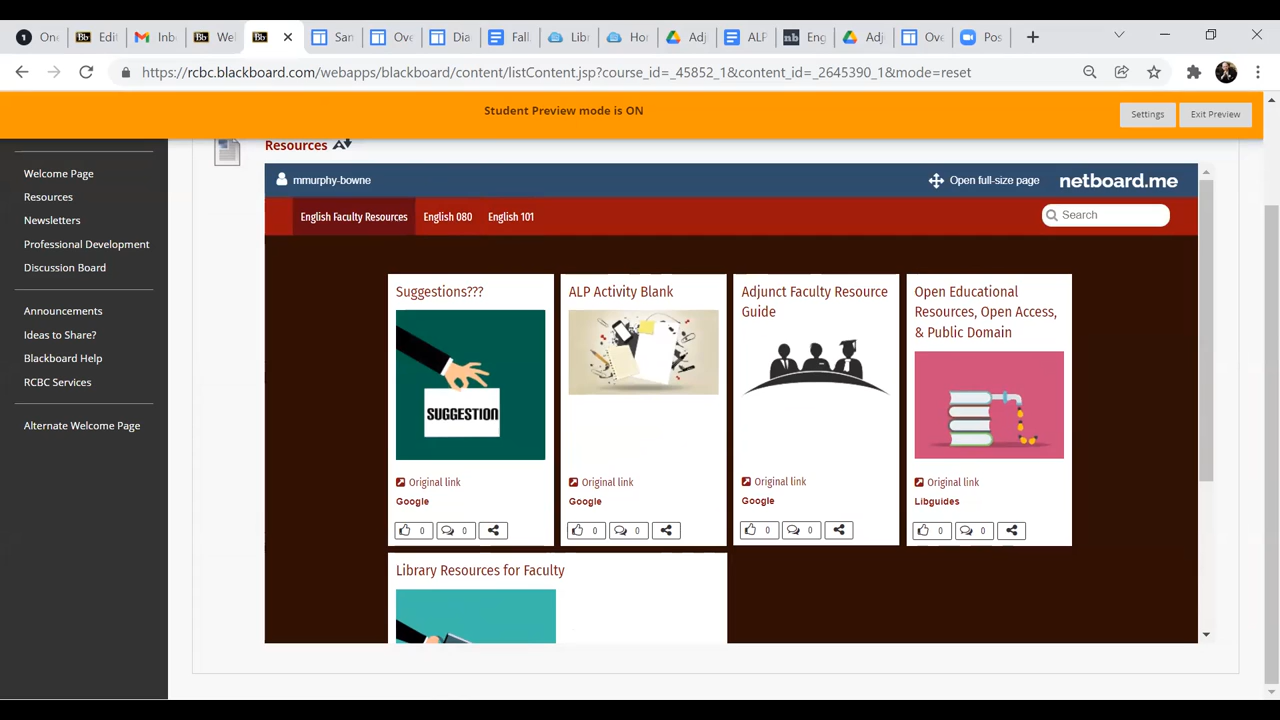 One
Edi
Inb
We
San
Ove
Dia
Fall
Libr
Hor
Adj
ALP
nb
Eng
Adj
Ove
Pos
https://rcbc.blackboard.com/webapps/blackboard/content/listContent.jsp?course_id=_45852_1&content_id=_2645390_1&mode=reset
Student Preview mode is ON
Settings
Exit Preview
Welcome Page
Resources
Newsletters
Professional Development
Discussion Board
Announcements
Ideas to Share?
Blackboard Help
RCBC Services
Alternate Welcome Page
Resources
mmurphy-bowne
Open full-size page
netboard.me
English Faculty Resources
English 080
English 101
Search
Suggestions???
SUGGESTION
Original link
Google
0
0
ALP Activity Blank
Original link
Google
0
0
Adjunct Faculty Resource
Guide
Original link
Google
0
0
Open Educational
Resources, Open Access,
& Public Domain
Original link
Libguides
0
0
Library Resources for Faculty